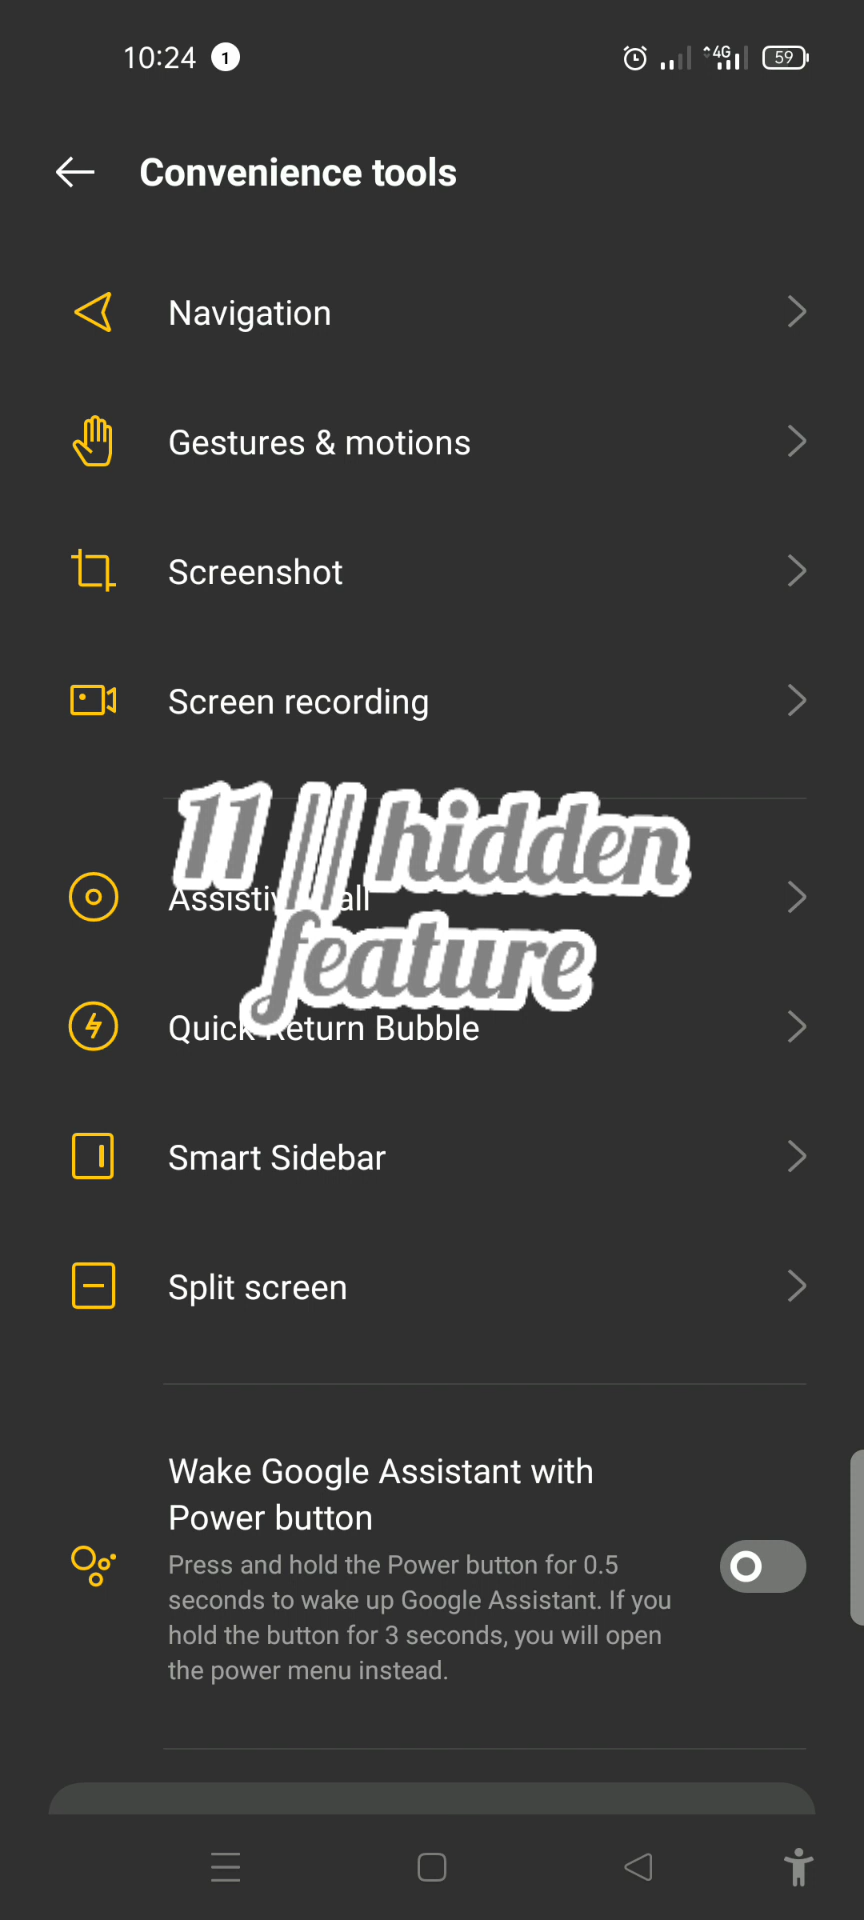 10:24 1 4G 59
Convenience tools
Navigation
Gestures & motions
Screenshot
Screen recording
11 || hidden
feature
Quick Return Bubble
Smart Sidebar
Split screen
Wake Google Assistant with
Power button
Press and hold the Power button for 0.5
seconds to wake up Google Assistant. If you
hold the button for 3 seconds, you will open
the power menu instead.